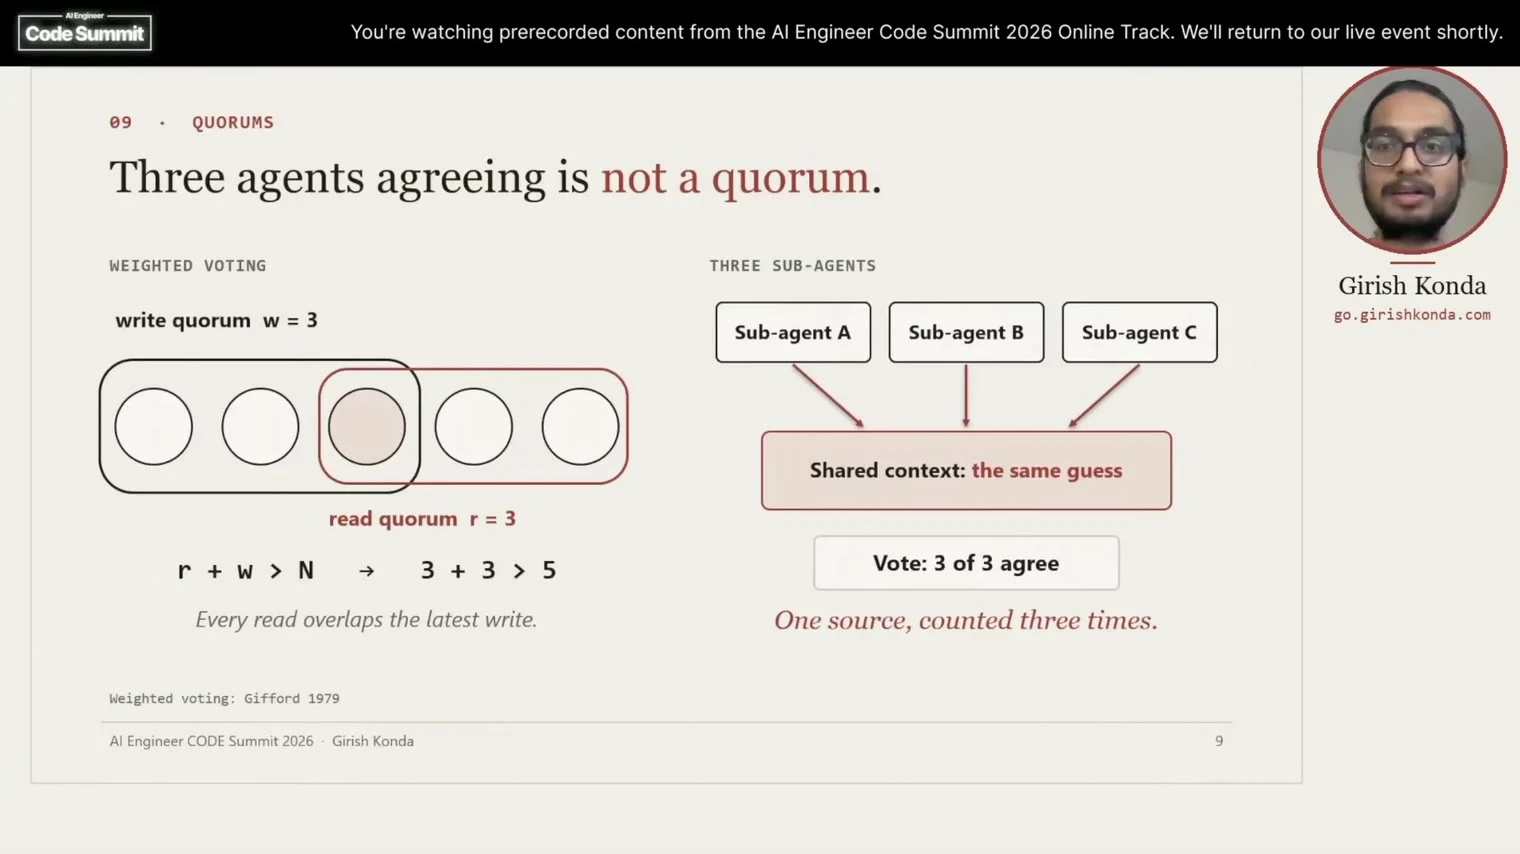 AI Engineer
Code Summit
You're watching prerecorded content from the AI Engineer Code Summit 2026 Online Track. We'll return to our live event shortly.
09 · QUORUMS
Three agents agreeing is not a quorum.
WEIGHTED VOTING
write quorum w = 3
read quorum r = 3
r + w > N → 3 + 3 > 5
Every read overlaps the latest write.
THREE SUB-AGENTS
Sub-agent A
Sub-agent B
Sub-agent C
Shared context: the same guess
Vote: 3 of 3 agree
One source, counted three times.
Weighted voting: Gifford 1979
AI Engineer CODE Summit 2026 · Girish Konda
9
Girish Konda
go.girishkonda.com